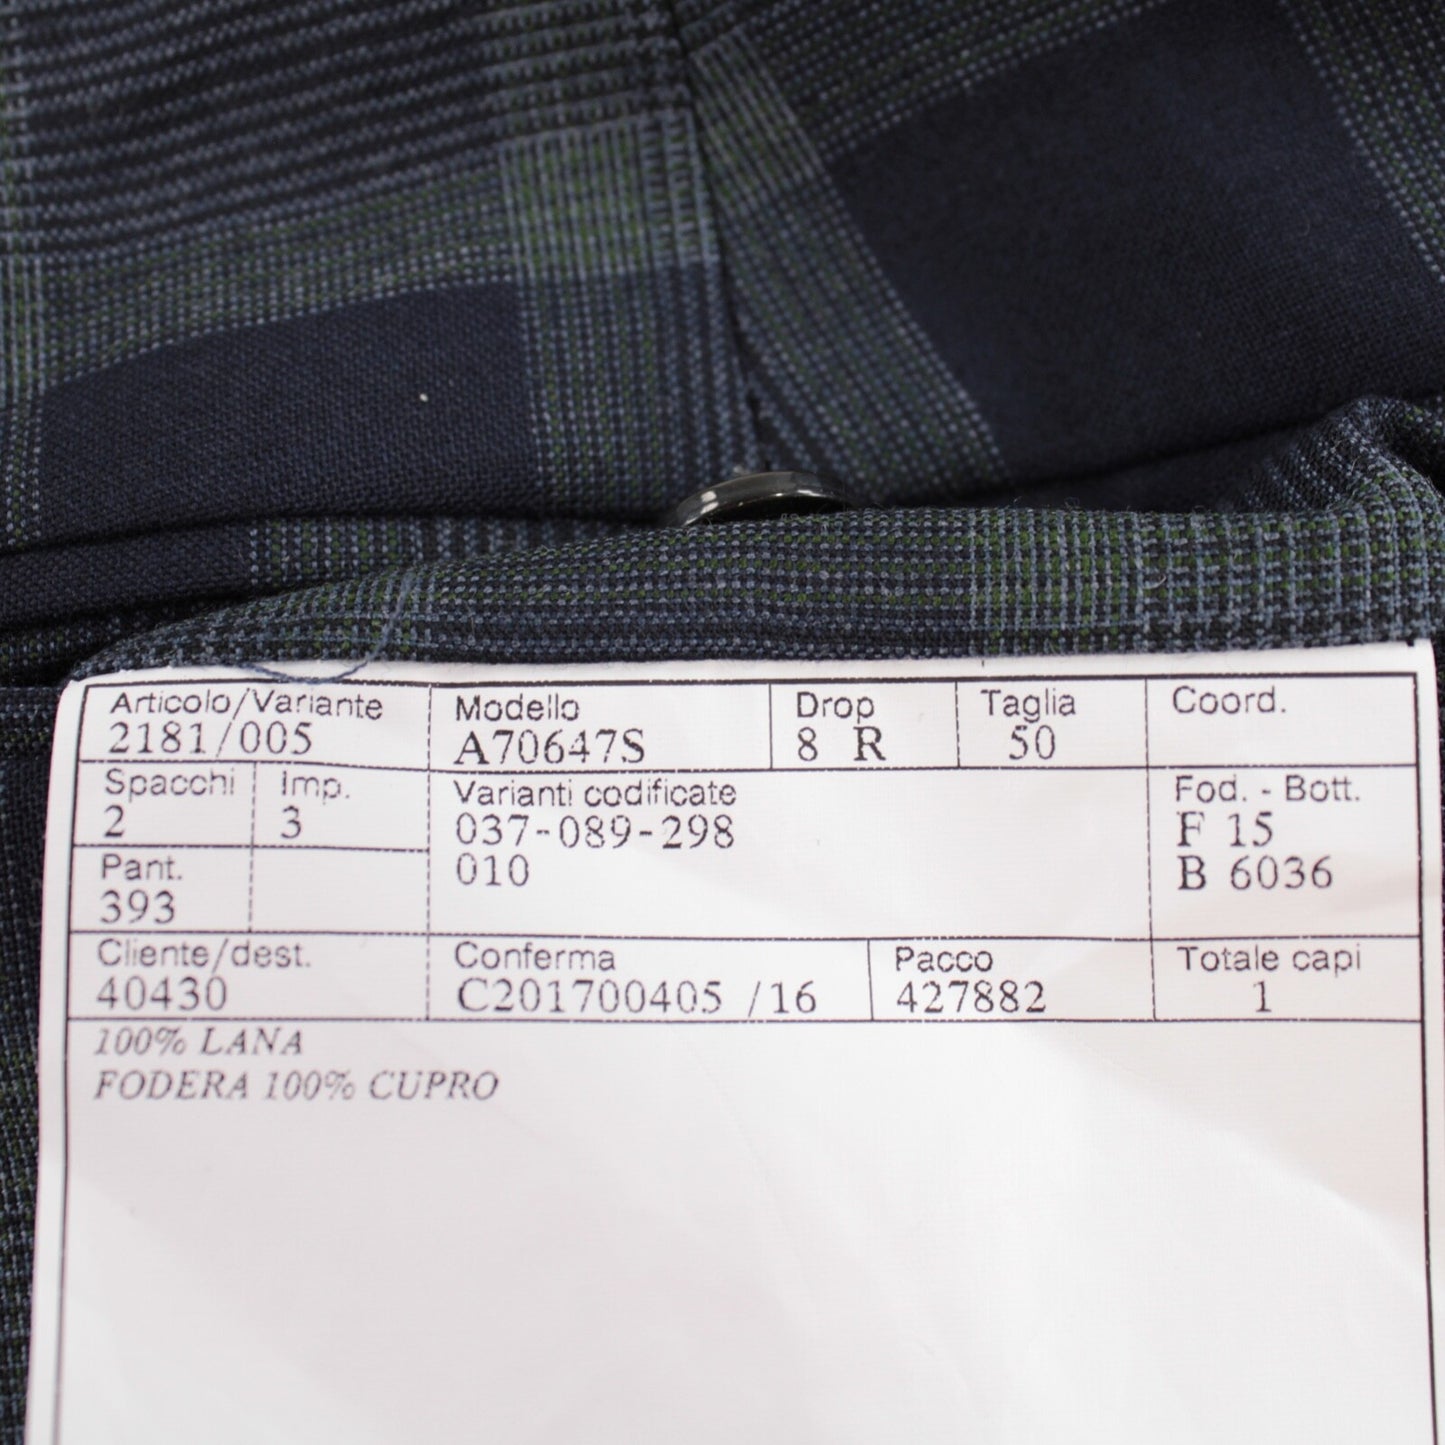 Articolo/Variante Modello Drop Taglia Coord.
2181/005 A70647S 8 R 50
Spacchi Imp. Varianti codificate Fod. - Bott.
2 3 037-089-298 F 15
Pant. 010 B 6036
393
Cliente/dest. Conferma Pacco Totale capi
40430 C201700405 /16 427882 1
100% LANA
FODERA 100% CUPRO